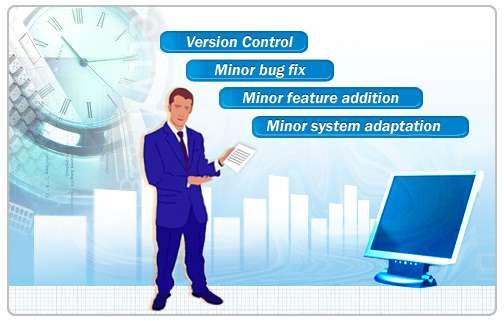 Version Control
Minor bug fix
Minor feature addition
Minor system adaptation